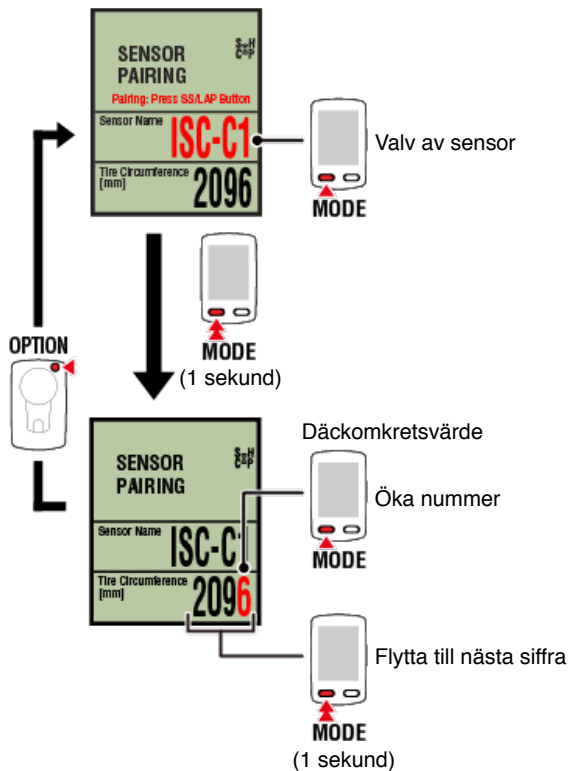 SENSOR
PAIRING
Pairing: Press SS/LAP Button
Sensor Name ISC-C1
Tire Circumference
[mm] 2096
Valv av sensor
MODE
MODE
(1 sekund)
OPTION
SENSOR
PAIRING
Sensor Name ISC-C1
Tire Circumference
[mm] 2096
Däckomkretsvärde
Öka nummer
MODE
Flytta till nästa siffra
MODE
(1 sekund)